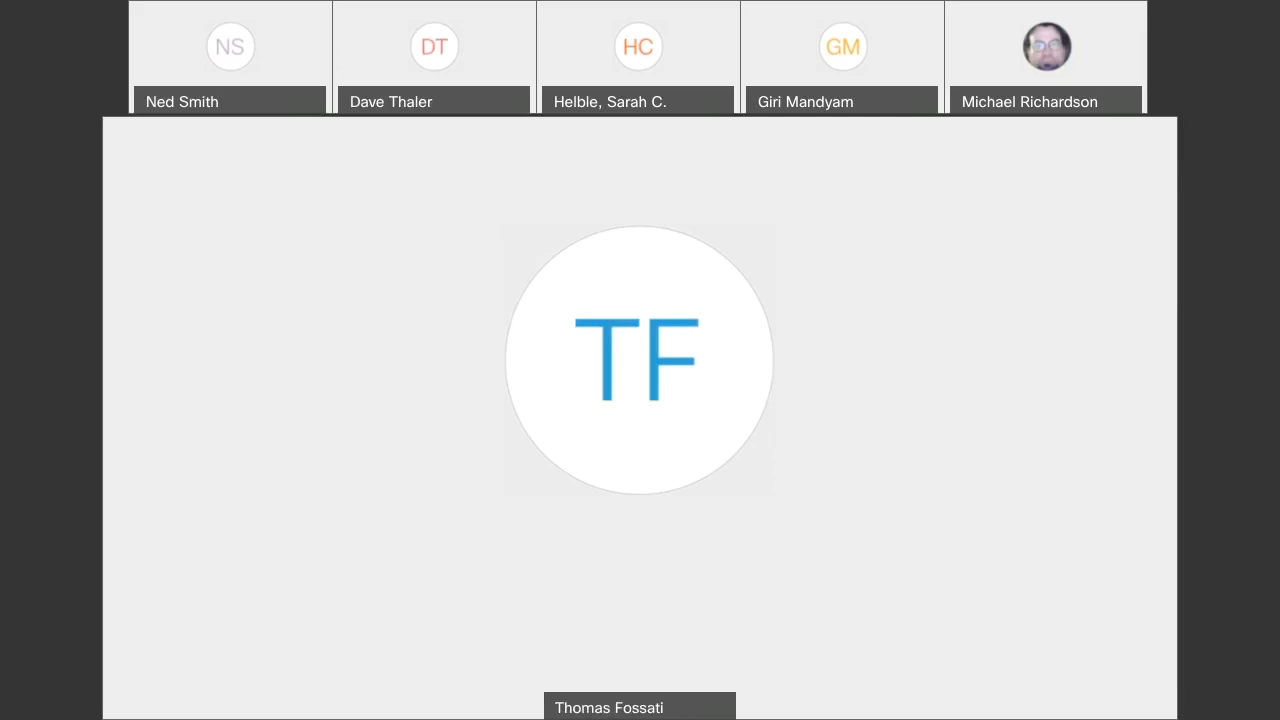 NS
DT
HC
GM
Ned Smith
Dave Thaler
Helble, Sarah C.
Giri Mandyam
Michael Richardson
TF
Thomas Fossati